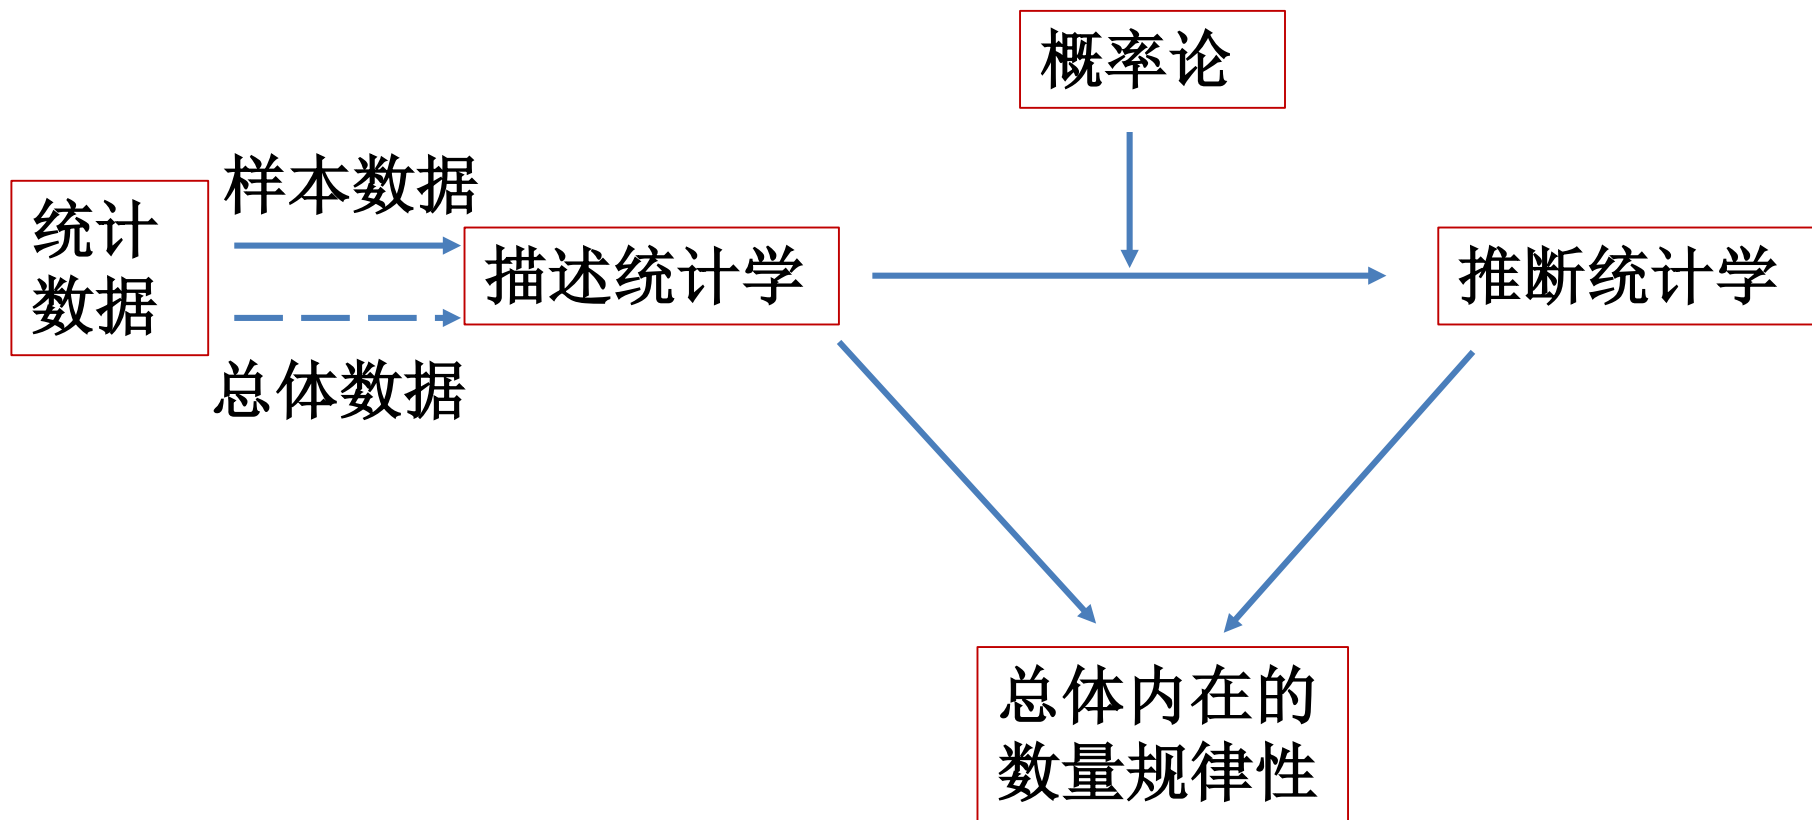 概率论
样本数据
统计
数据
描述统计学
推断统计学
总体数据
总体内在的
数量规律性